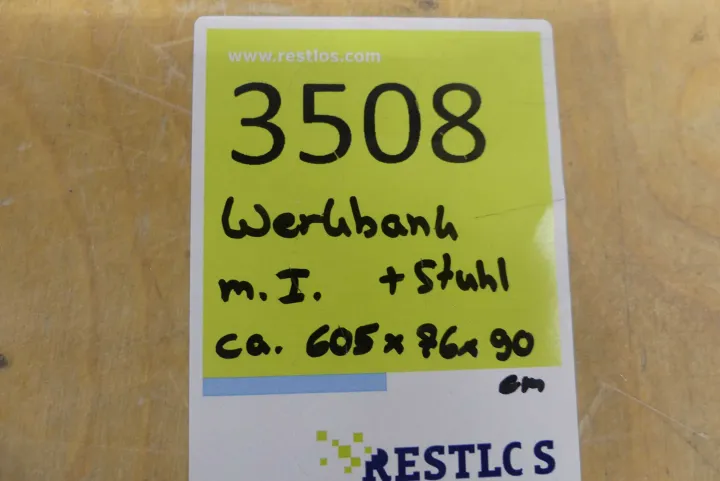 www.restlos.com
3508
Werkbank
m. I. + Stuhl
ca. 605 x 76 x 90
cm
RESTLOS